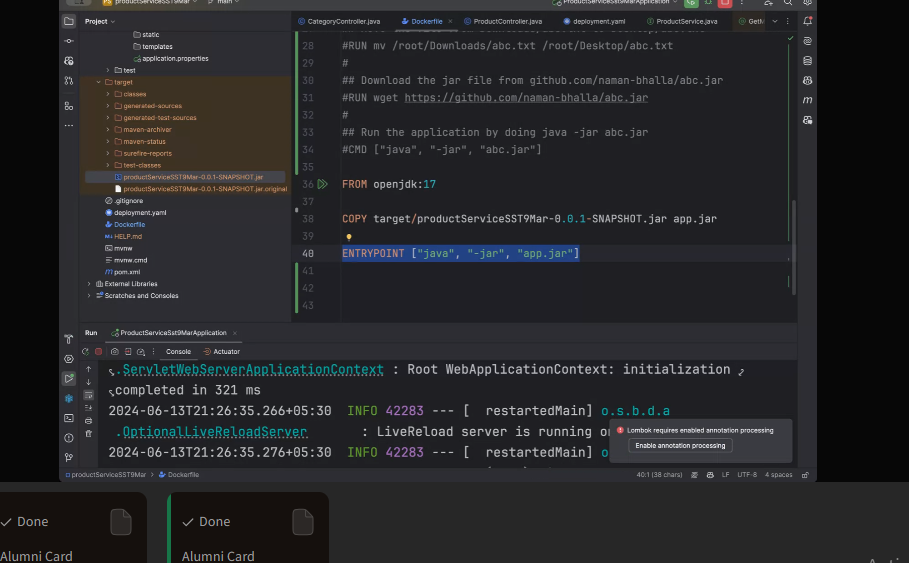 productServiceSST9Mar
main
ProductServiceSst9MarApplication
Project
CategoryController.java
Dockerfile
ProductController.java
deployment.yaml
ProductService.java
GetM
static
templates
application.properties
test
target
classes
generated-sources
generated-test-sources
maven-archiver
maven-status
surefire-reports
test-classes
productServiceSST9Mar-0.0.1-SNAPSHOT.jar
productServiceSST9Mar-0.0.1-SNAPSHOT.jar.original
.gitignore
deployment.yaml
Dockerfile
HELP.md
mvnw
mvnw.cmd
pom.xml
External Libraries
Scratches and Consoles
28 #RUN mv /root/Downloads/abc.txt /root/Desktop/abc.txt
29 #
30 ## Download the jar file from github.com/naman-bhalla/abc.jar
31 #RUN wget https://github.com/naman-bhalla/abc.jar
32 #
33 ## Run the application by doing java -jar abc.jar
34 #CMD ["java", "-jar", "abc.jar"]
35
36 FROM openjdk:17
37
38 COPY target/productServiceSST9Mar-0.0.1-SNAPSHOT.jar app.jar
39
40 ENTRYPOINT ["java", "-jar", "app.jar"]
41
42
43
Run
ProductServiceSst9MarApplication
Console
Actuator
.ServletWebServerApplicationContext : Root WebApplicationContext: initialization
completed in 321 ms
2024-06-13T21:26:35.266+05:30 INFO 42283 --- [ restartedMain] o.s.b.d.a
.OptionalLiveReloadServer : LiveReload server is running on
2024-06-13T21:26:35.276+05:30 INFO 42283 --- [ restartedMain] o
Lombok requires enabled annotation processing
Enable annotation processing
productServiceSST9Mar > Dockerfile
40:1 (38 chars)
LF
UTF-8
4 spaces
Done
Alumni Card
Done
Alumni Card